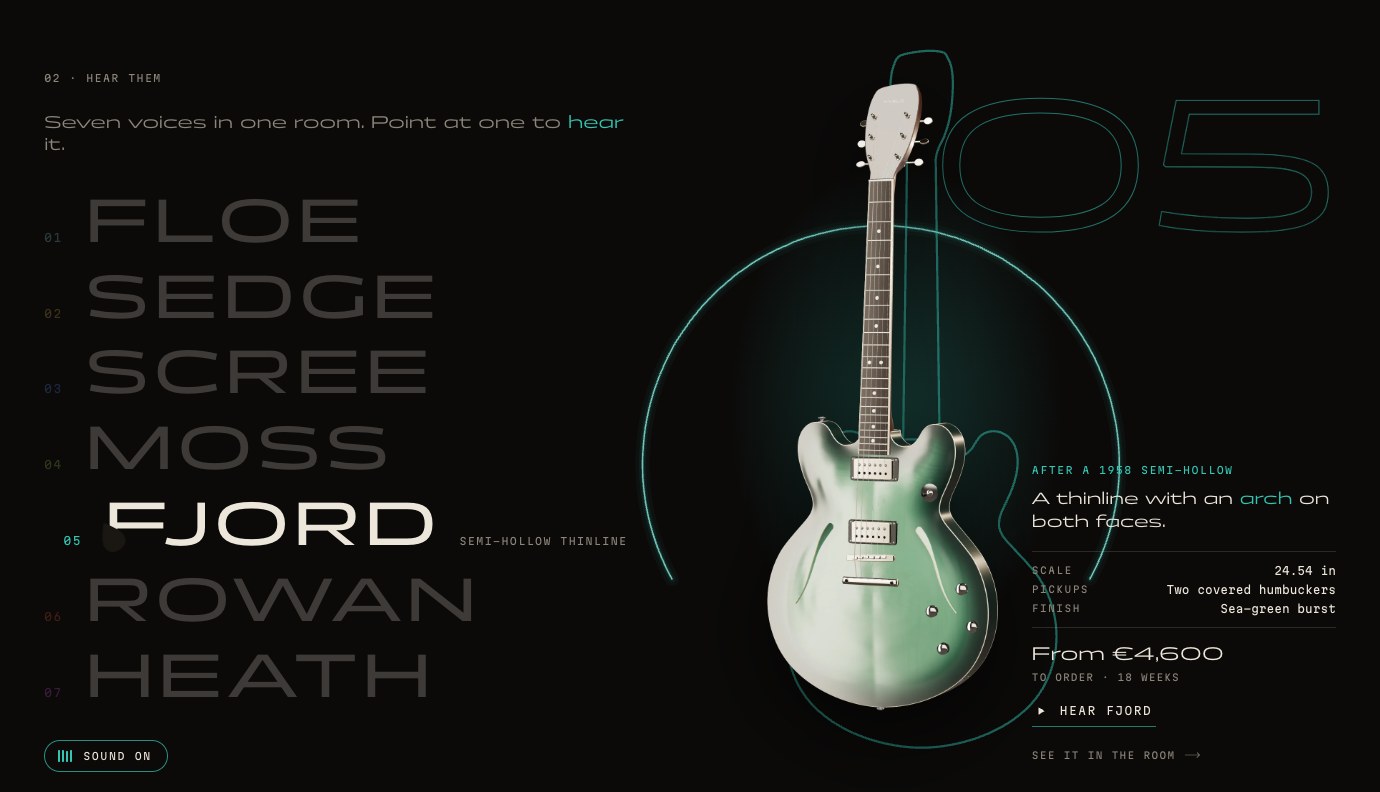 02 · HEAR THEM
Seven voices in one room. Point at one to hear
it.
01 FLOE
02 SEDGE
03 SCREE
04 MOSS
05 FJORD SEMI-HOLLOW THINLINE
06 ROWAN
07 HEATH
SOUND ON
05
AFTER A 1958 SEMI-HOLLOW
A thinline with an arch on
both faces.
SCALE 24.54 in
PICKUPS Two covered humbuckers
FINISH Sea-green burst
From €4,600
TO ORDER · 18 WEEKS
HEAR FJORD
SEE IT IN THE ROOM →